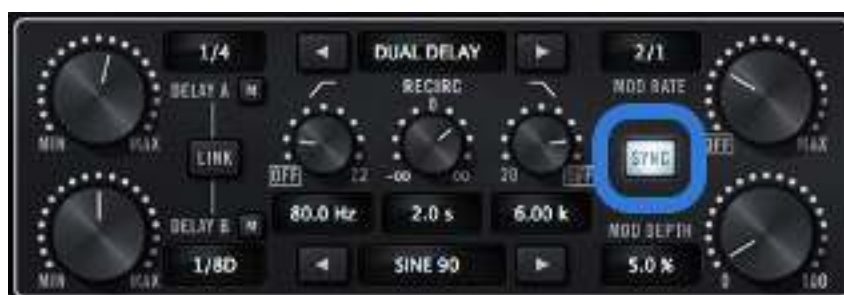 1/4 DUAL DELAY 2/1
DELAY A M RECIRC MOD RATE
0
MIN MAX LINK SYNC OFF MAX
OFF 22 -oo oo 20 OFF
80.0 Hz 2.0 s 6.00 k
DELAY B M MOD DEPTH
1/8D SINE 90 5.0 %
MIN MAX 0 100